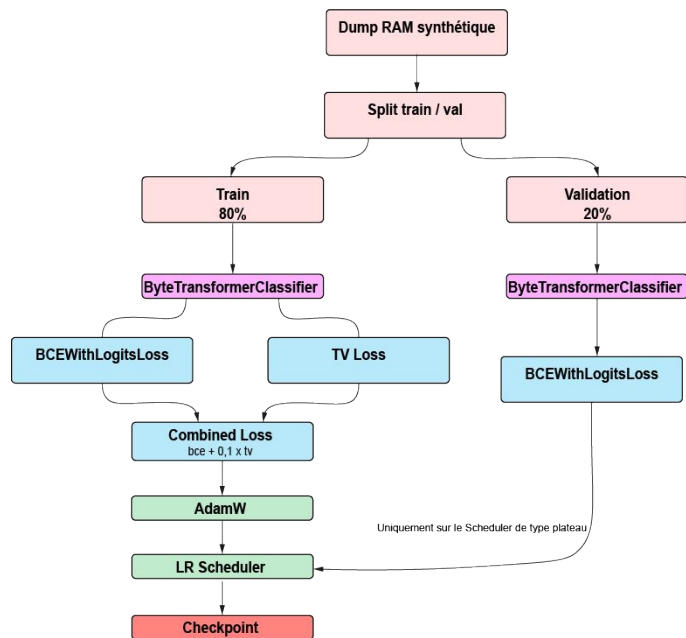 Dump RAM synthétique
Split train / val
Train
80%
Validation
20%
ByteTransformerClassifier
ByteTransformerClassifier
BCEWithLogitsLoss
TV Loss
BCEWithLogitsLoss
Combined Loss
bce + 0,1 x tv
AdamW
Uniquement sur le Scheduler de type plateau
LR Scheduler
Checkpoint